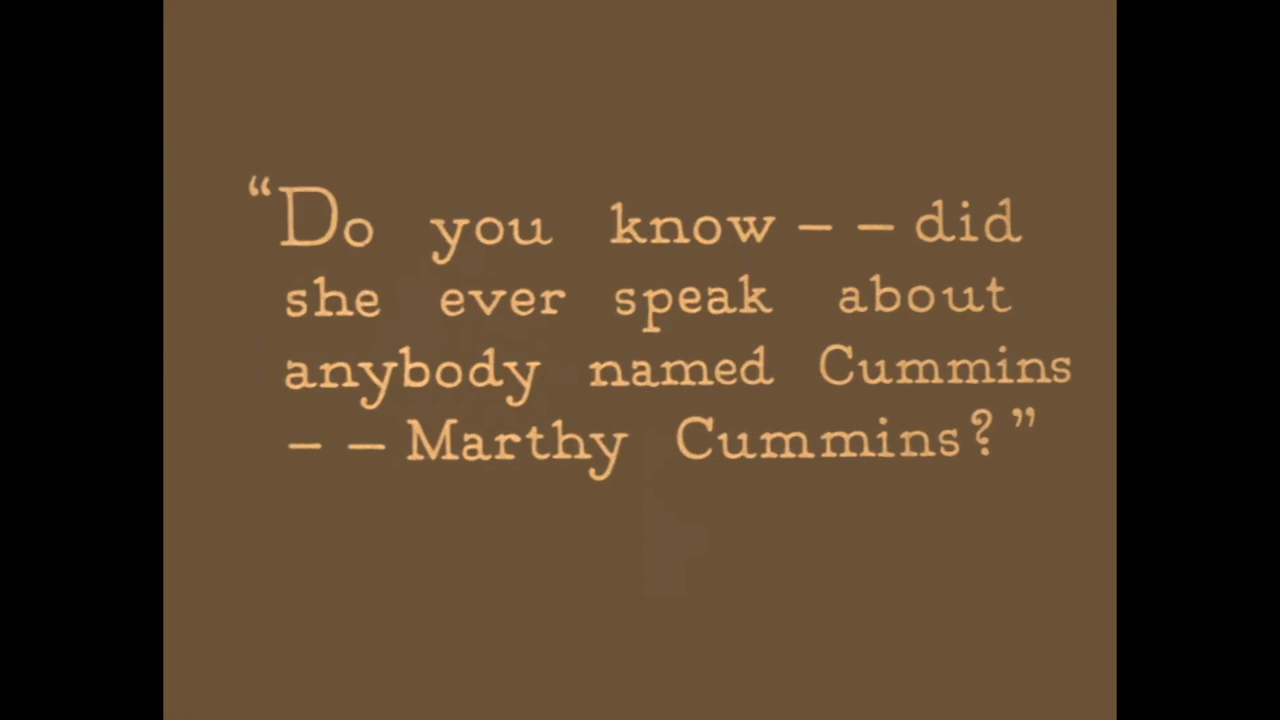 “Do you know -- did
she ever speak about
anybody named Cummins
-- Marthy Cummins?”